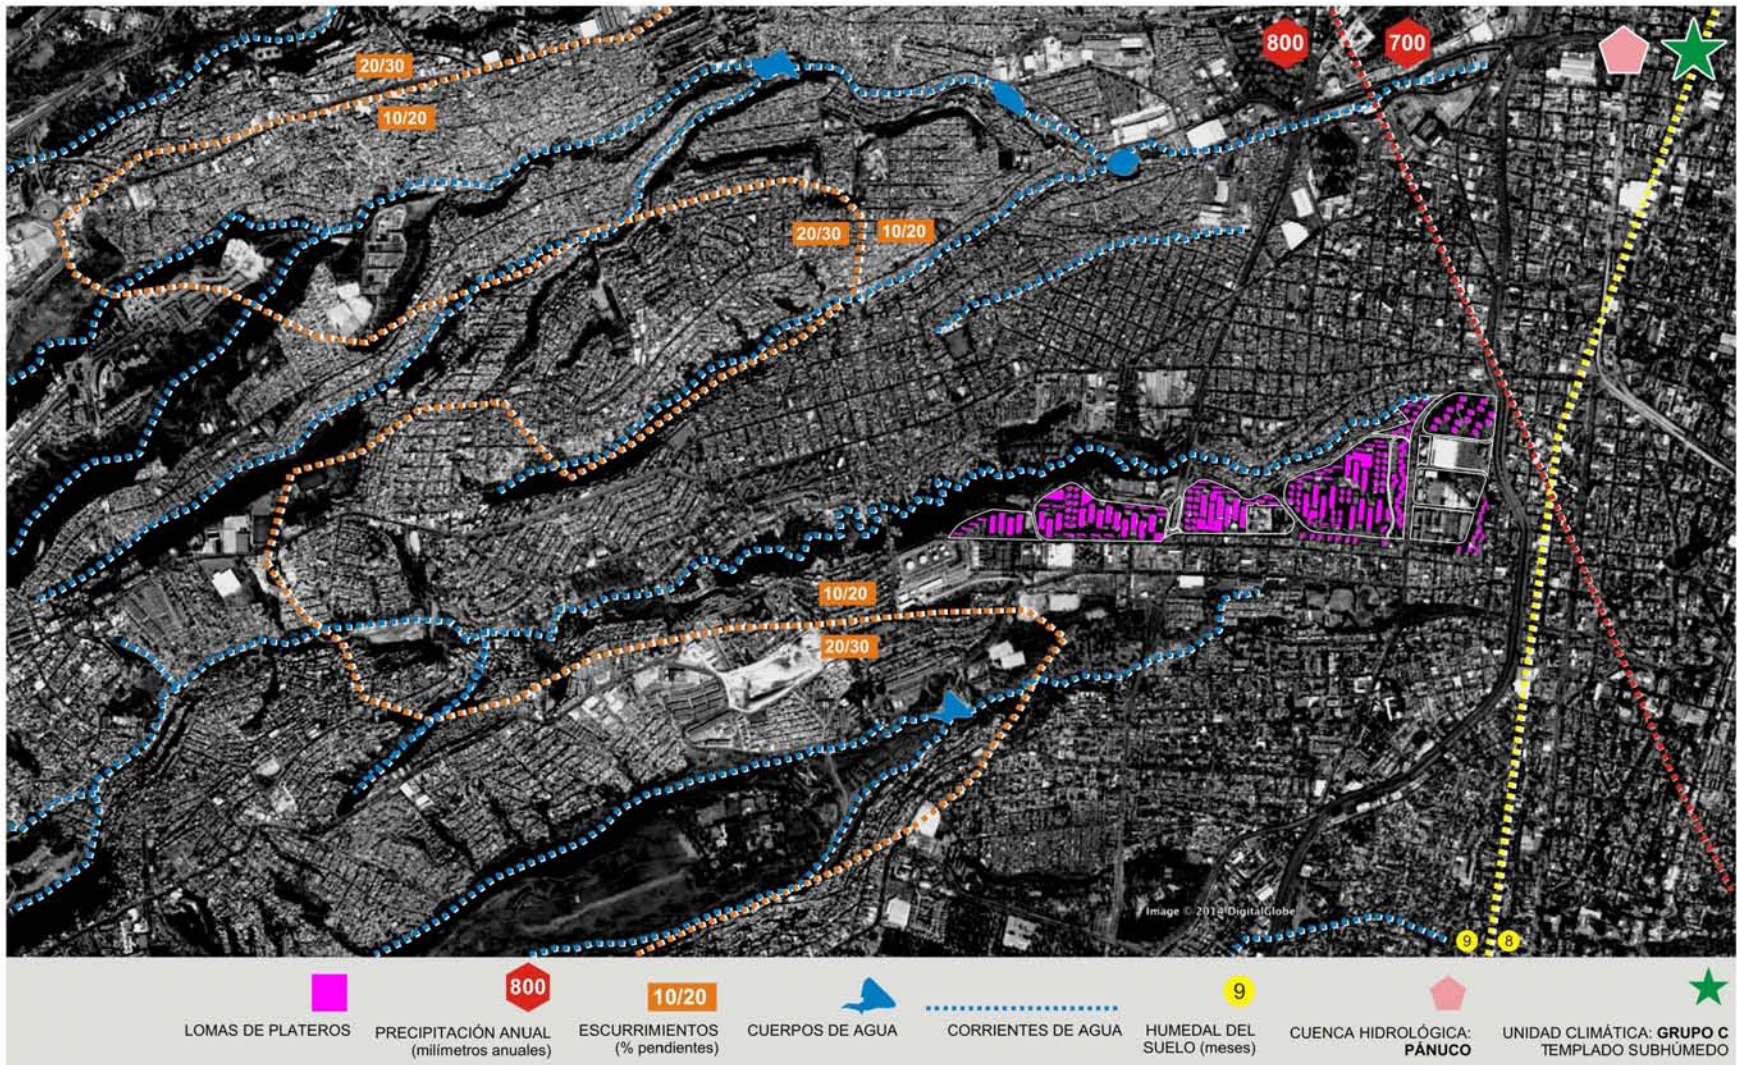 800
700
20/30
10/20
20/30
10/20
10/20
20/30
Image © 2014 DigitalGlobe
9
8
800
10/20
9
LOMAS DE PLATEROS
PRECIPITACIÓN ANUAL
(milímetros anuales)
ESCURRIMIENTOS
(% pendientes)
CUERPOS DE AGUA
CORRIENTES DE AGUA
HUMEDAL DEL
SUELO (meses)
CUENCA HIDROLÓGICA:
PÁNUCO
UNIDAD CLIMÁTICA: GRUPO C
TEMPLADO SUBHÚMEDO